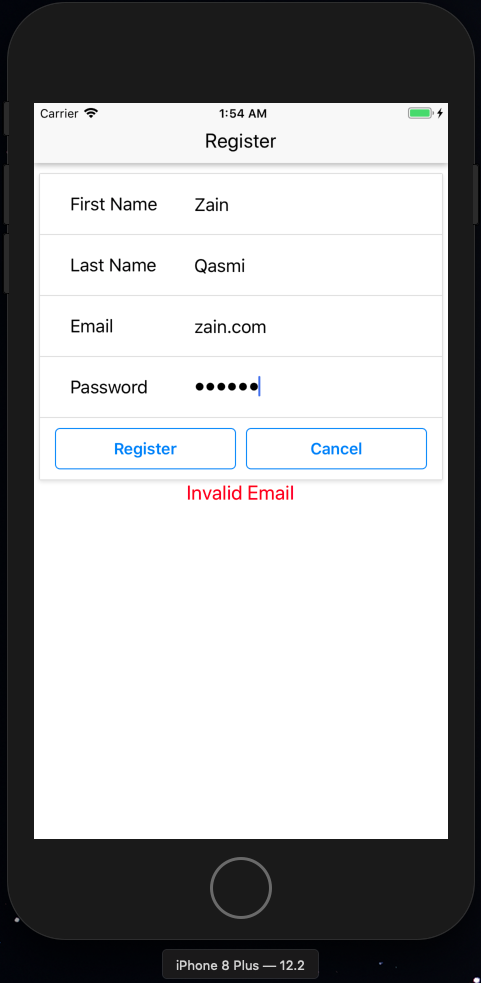 Carrier 1:54 AM
Register
First Name Zain
Last Name Qasmi
Email zain.com
Password ••••••
Register Cancel
Invalid Email
iPhone 8 Plus — 12.2